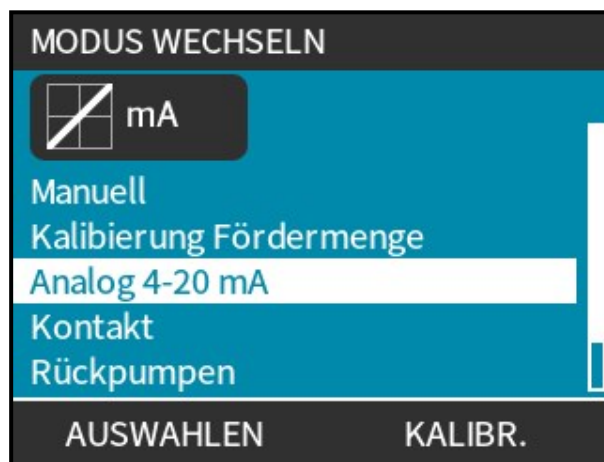 MODUS WECHSELN
mA
Manuell
Kalibierung Fördermenge
Analog 4-20 mA
Kontakt
Rückpumpen
AUSWAHLEN KALIBR.